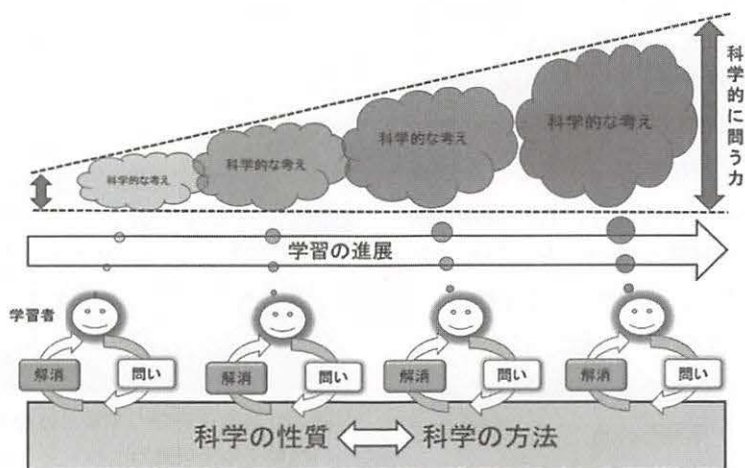 科学的な考え
科学的な考え
科学的な考え
科学的な考え
科学的に問う力
学習の進展
学習者
解消
問い
解消
問い
解消
問い
解消
問い
科学の性質
科学の方法